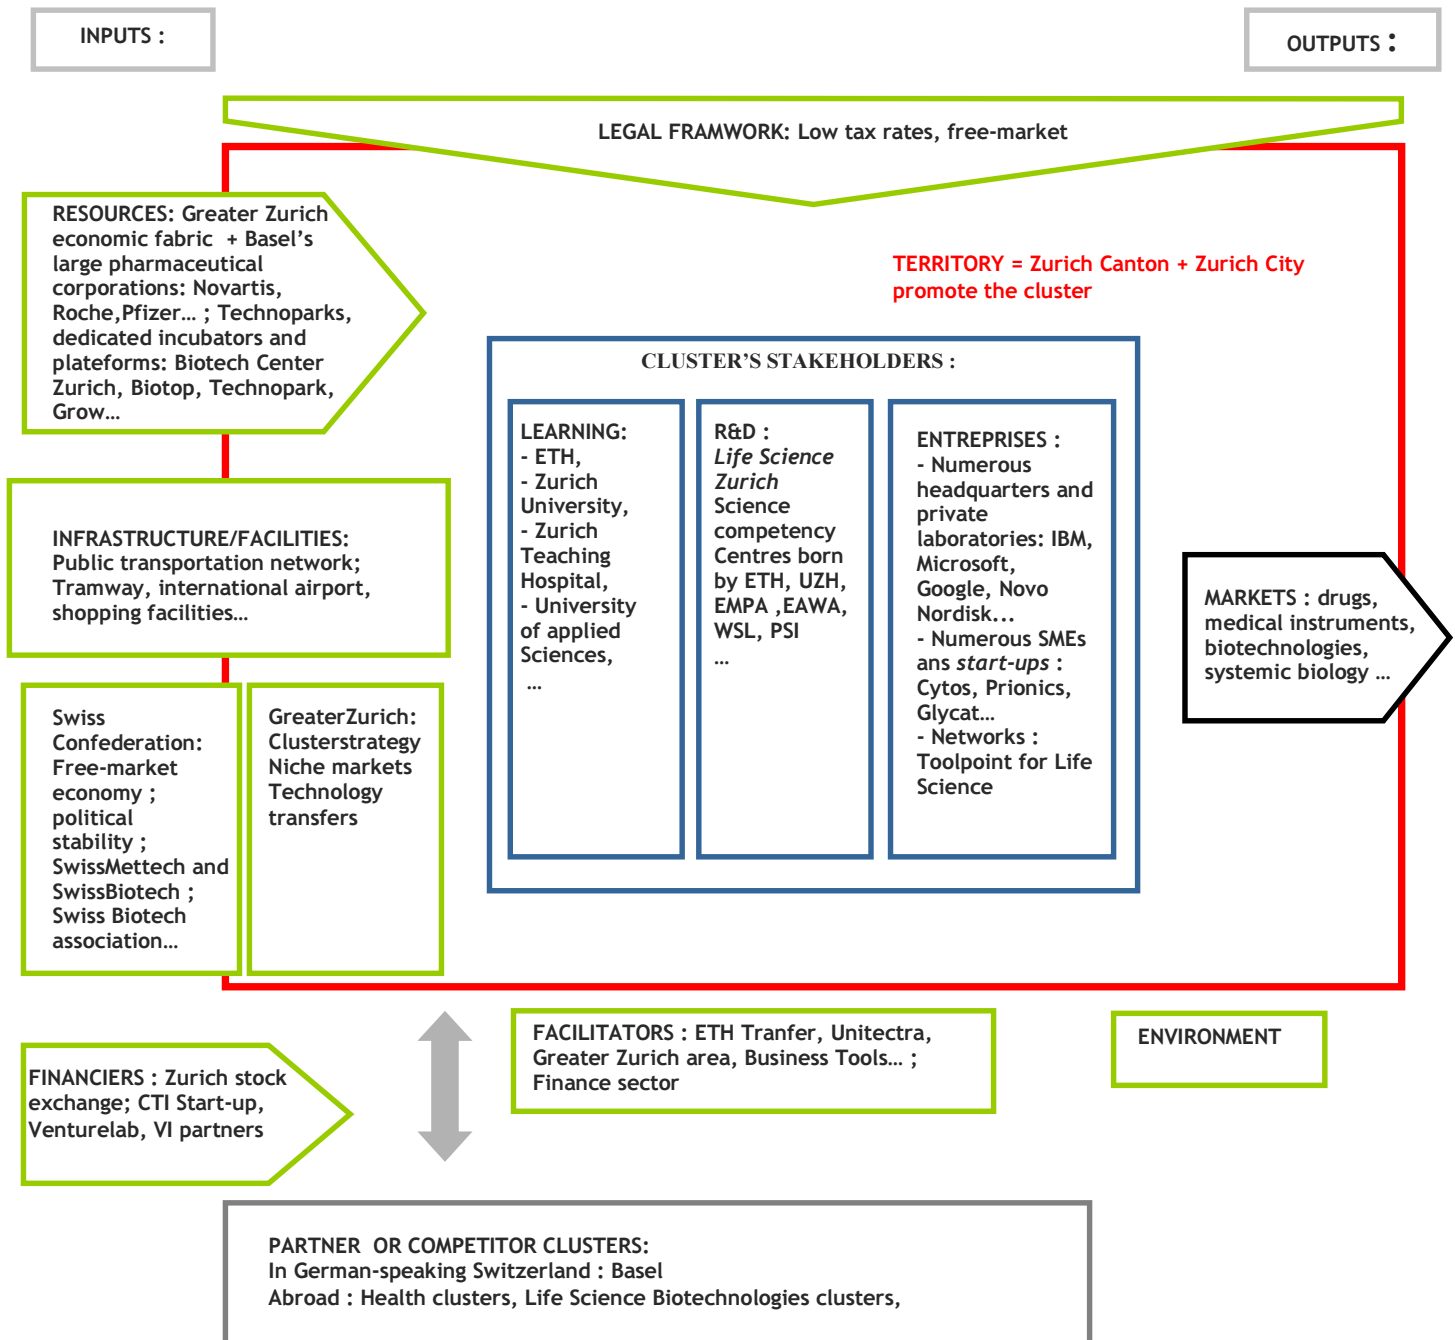 INPUTS :
OUTPUTS :
LEGAL FRAMWORK: Low tax rates, free-market
RESOURCES: Greater Zurich
economic fabric + Basel’s
large pharmaceutical
corporations: Novartis,
Roche,Pfizer… ; Technoparks,
dedicated incubators and
plateforms: Biotech Center
Zurich, Biotop, Technopark,
Grow…
TERRITORY = Zurich Canton + Zurich City
promote the cluster
CLUSTER’S STAKEHOLDERS :
LEARNING:
- ETH,
- Zurich
University,
- Zurich
Teaching
Hospital,
- University
of applied
Sciences,
…
R&D :
Life Science
Zurich
Science
competency
Centres born
by ETH, UZH,
EMPA ,EAWA,
WSL, PSI
…
ENTREPRISES :
- Numerous
headquarters and
private
laboratories: IBM,
Microsoft,
Google, Novo
Nordisk...
- Numerous SMEs
ans start-ups :
Cytos, Prionics,
Glycat…
- Networks :
Toolpoint for Life
Science
INFRASTRUCTURE/FACILITIES:
Public transportation network;
Tramway, international airport,
shopping facilities…
MARKETS : drugs,
medical instruments,
biotechnologies,
systemic biology …
Swiss
Confederation:
Free-market
economy ;
political
stability ;
SwissMettech and
SwissBiotech ;
Swiss Biotech
association…
GreaterZurich:
Clusterstrategy
Niche markets
Technology
transfers
FACILITATORS : ETH Tranfer, Unitectra,
Greater Zurich area, Business Tools… ;
Finance sector
ENVIRONMENT
FINANCIERS : Zurich stock
exchange; CTI Start-up,
Venturelab, VI partners
PARTNER OR COMPETITOR CLUSTERS:
In German-speaking Switzerland : Basel
Abroad : Health clusters, Life Science Biotechnologies clusters,